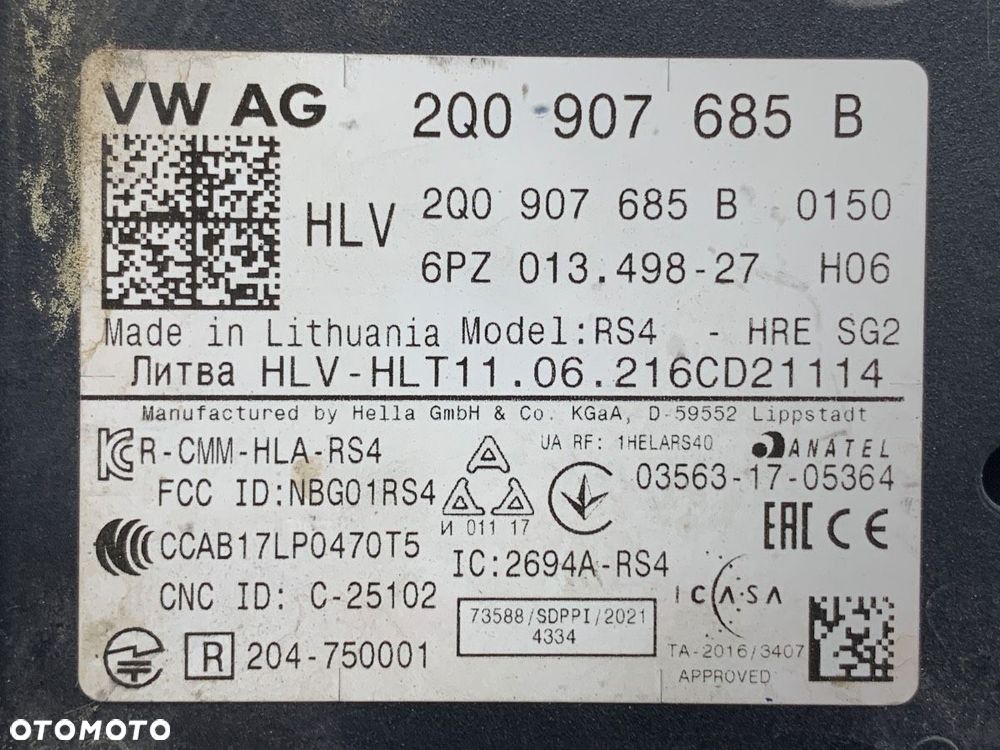 VW AG 2Q0 907 685 B
HLV 2Q0 907 685 B 0150
6PZ 013.498-27 H06
Made in Lithuania Model:RS4 - HRE SG2
Литва HLV-HLT11.06.216CD21114
Manufactured by Hella GmbH & Co. KGaA, D-59552 Lippstadt
R-CMM-HLA-RS4
UA RF: 1HELARS40
ANATEL
FCC ID:NBG01RS4
03563-17-05364
И 011 17
EAC CE
CCAB17LP0470T5
IC:2694A-RS4
CNC ID: C-25102
ICASA
73588/SDPPI/2021
4334
R 204-750001
TA-2016/3407
APPROVED
OTOMOTO